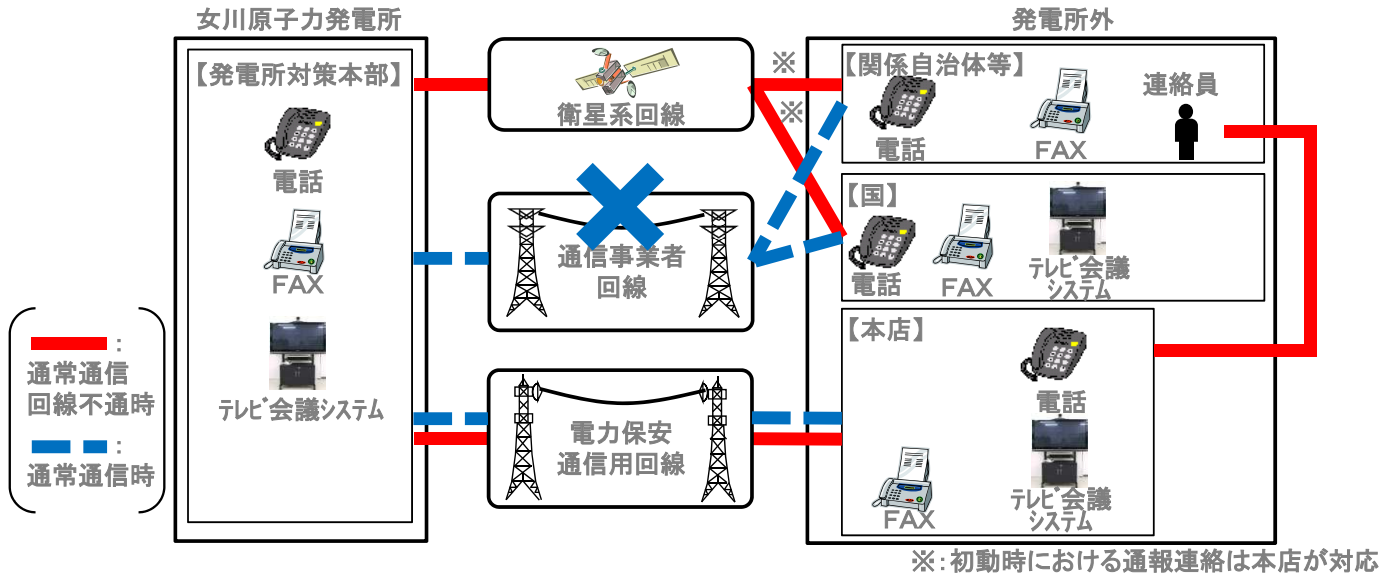 女川原子力発電所
【発電所対策本部】
電話
FAX
テレビ会議システム
:
通常通信
回線不通時
:
通常通信時
衛星系回線
通信事業者
回線
電力保安
通信用回線
※
※
発電所外
【関係自治体等】
電話
FAX
連絡員
【国】
電話
FAX
テレビ会議
システム
【本店】
電話
FAX
テレビ会議
システム
※:初動時における通報連絡は本店が対応